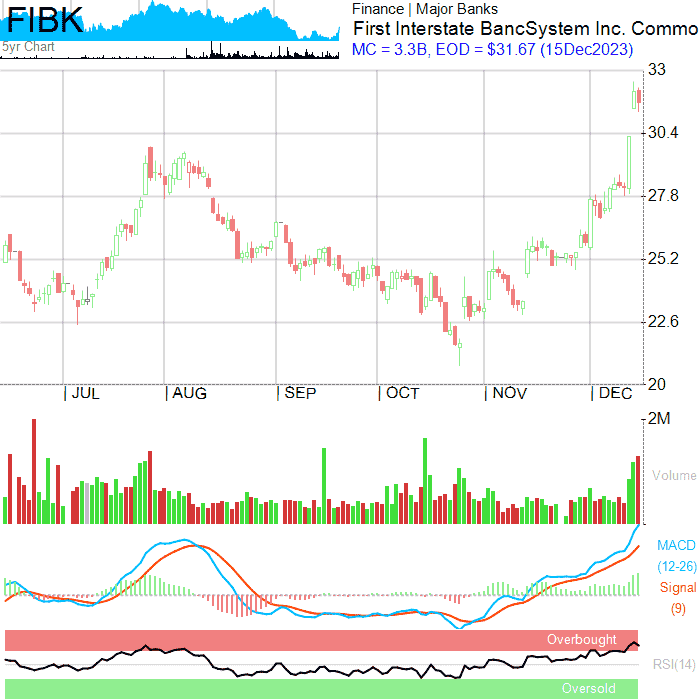 FIBK
5yr Chart
Finance | Major Banks
First Interstate BancSystem Inc. Commo
MC = 3.3B, EOD = $31.67 (15Dec2023)
33
30.4
27.8
25.2
22.6
20
JUL AUG SEP OCT NOV DEC
2M
Volume
MACD
(12-26)
Signal
(9)
Overbought
RSI(14)
Oversold